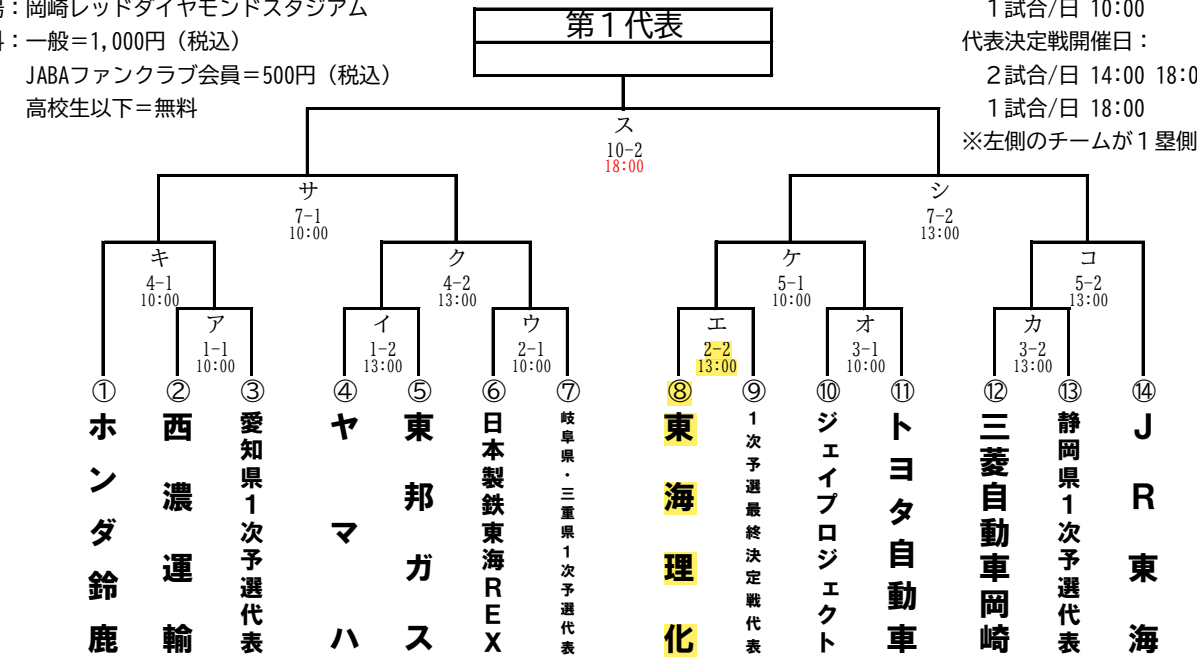 場：岡崎レッドダイヤモンドスタジアム
料：一般＝1,000円（税込）
JABAファンクラブ会員＝500円（税込）
高校生以下＝無料
第１代表
１試合/日 10:00
代表決定戦開催日：
２試合/日 14:00 18:0
１試合/日 18:00
※左側のチームが１塁側
ス
10-2
18:00
サ
7-1
10:00
シ
7-2
13:00
キ
4-1
10:00
ク
4-2
13:00
ケ
5-1
10:00
コ
5-2
13:00
ア
1-1
10:00
イ
1-2
13:00
ウ
2-1
10:00
エ
2-2
13:00
オ
3-1
10:00
カ
3-2
13:00
①
ホンダ鈴鹿
②
西濃運輸
③
愛知県1次予選代表
④
ヤマハ
⑤
東邦ガス
⑥
日本製鉄東海REX
⑦
岐阜県・三重県1次予選代表
⑧
東海理化
⑨
1次予選最終決定戦代表
⑩
ジェイプロジェクト
⑪
トヨタ自動車
⑫
三菱自動車岡崎
⑬
静岡県1次予選代表
⑭
JR東海